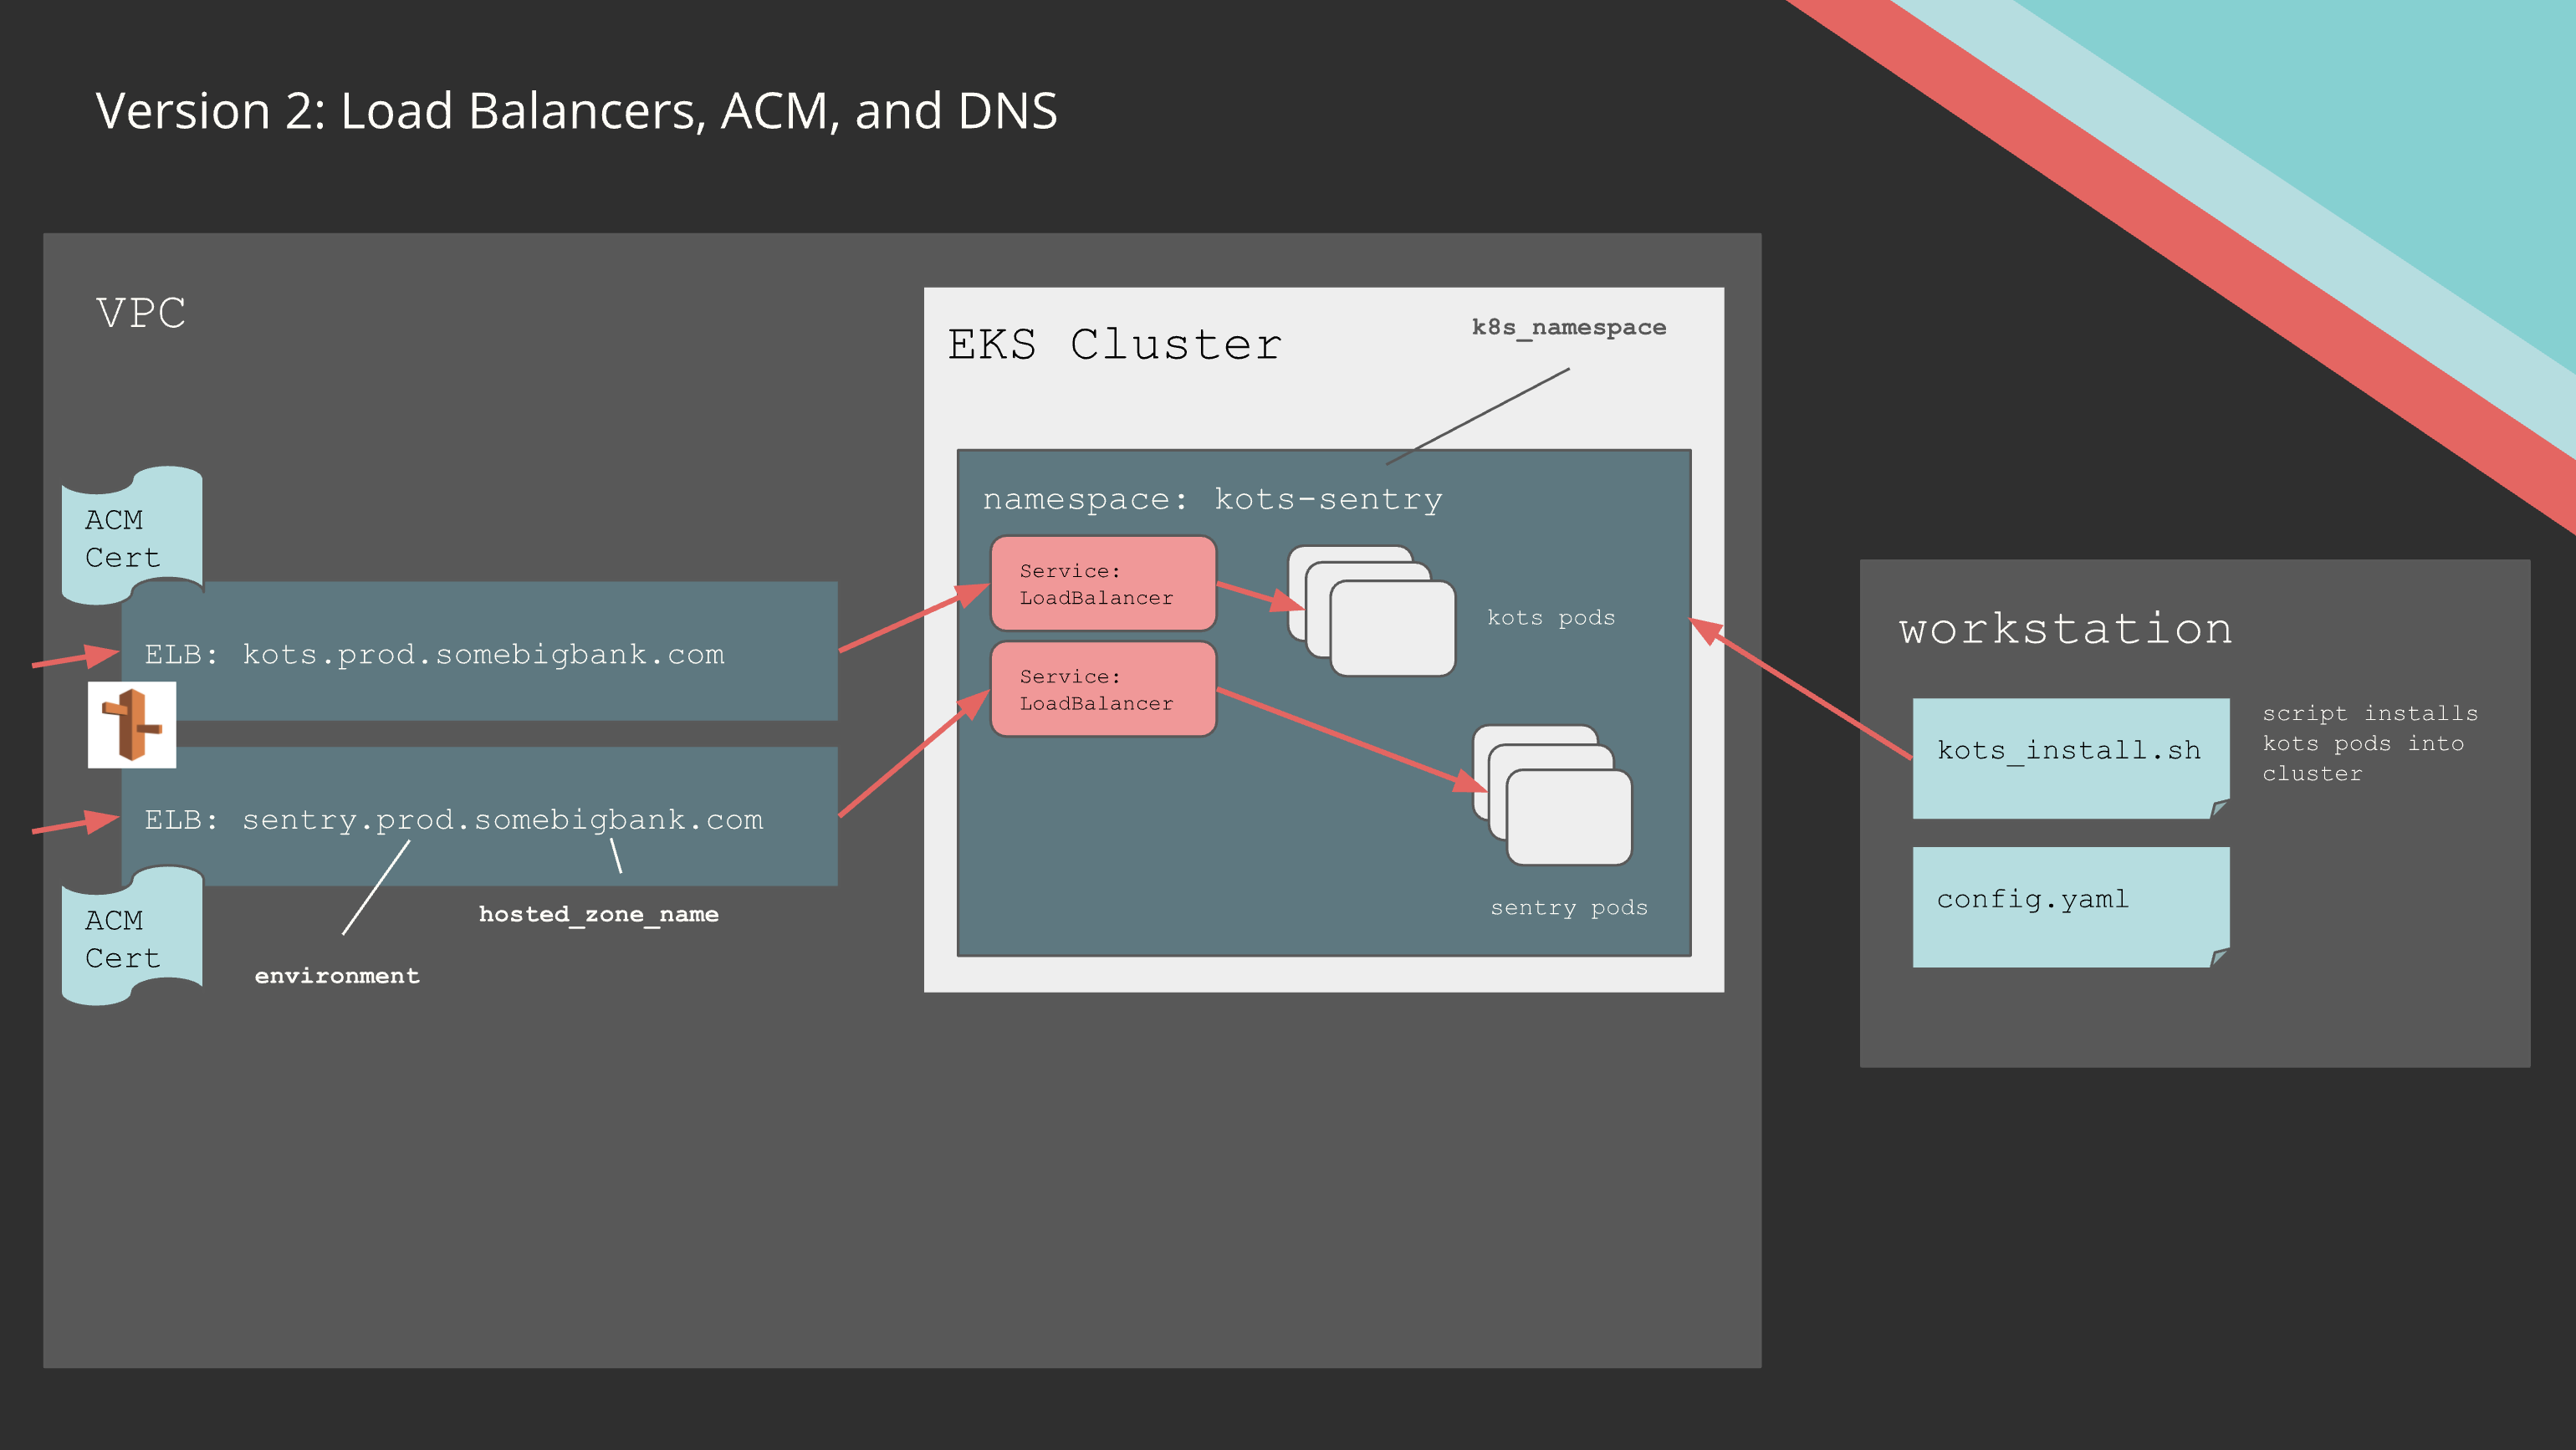 Version 2: Load Balancers, ACM, and DNS
VPC
EKS Cluster
k8s_namespace
namespace: kots-sentry
ACM
Cert
Service:
LoadBalancer
kots pods
ELB: kots.prod.somebigbank.com
Service:
LoadBalancer
ELB: sentry.prod.somebigbank.com
sentry pods
ACM
Cert
hosted_zone_name
environment
workstation
kots_install.sh
script installs
kots pods into
cluster
config.yaml